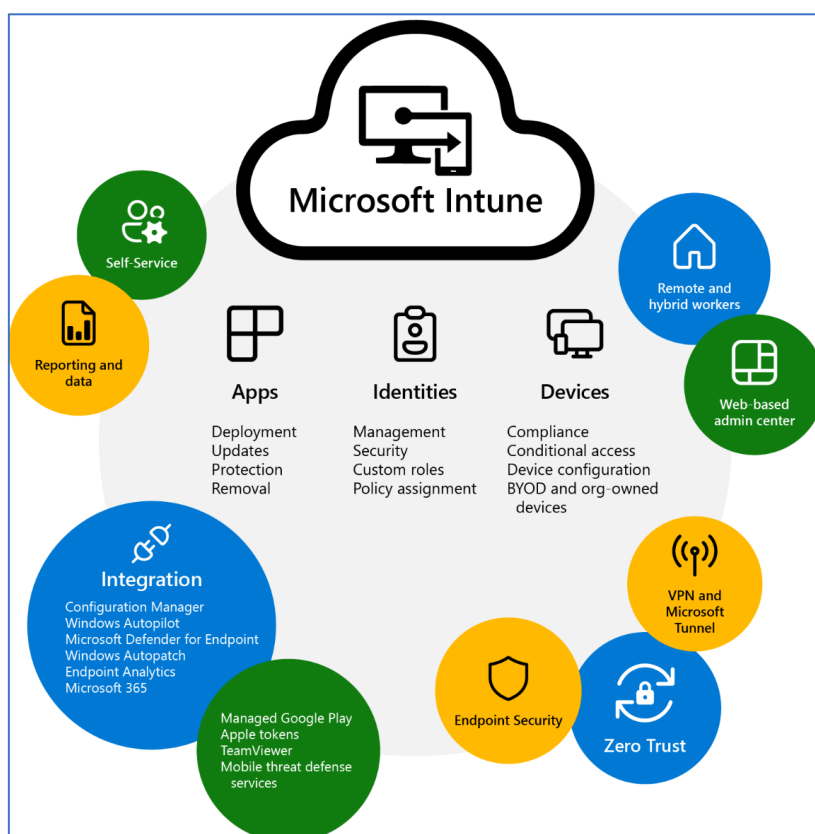 Microsoft Intune
Self-Service
Reporting and
data
Remote and
hybrid workers
Web-based
admin center
Apps
Deployment
Updates
Protection
Removal
Identities
Management
Security
Custom roles
Policy assignment
Devices
Compliance
Conditional access
Device configuration
BYOD and org-owned
devices
Integration
Configuration Manager
Windows Autopilot
Microsoft Defender for Endpoint
Windows Autopatch
Endpoint Analytics
Microsoft 365
Managed Google Play
Apple tokens
TeamViewer
Mobile threat defense
services
VPN and
Microsoft
Tunnel
Endpoint Security
Zero Trust